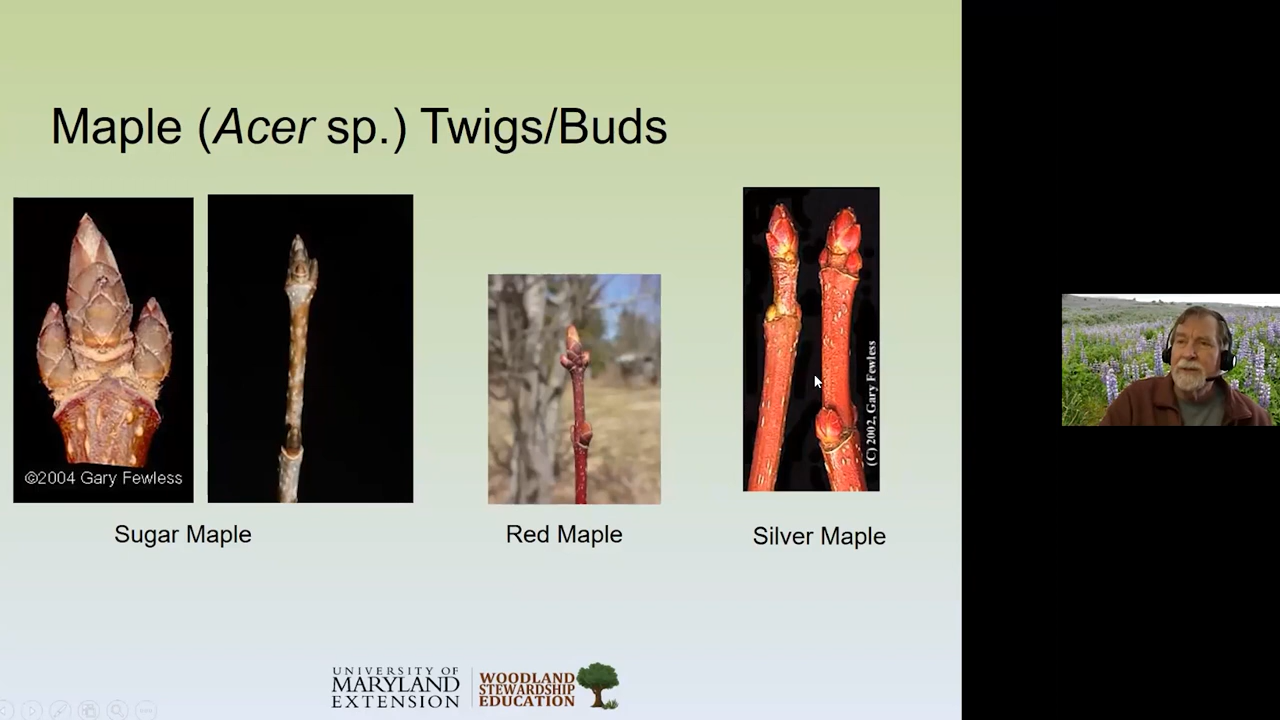 Maple (Acer sp.) Twigs/Buds
©2004 Gary Fewless
(C) 2002, Gary Fewless
Sugar Maple
Red Maple
Silver Maple
UNIVERSITY OF
MARYLAND
EXTENSION
WOODLAND
STEWARDSHIP
EDUCATION